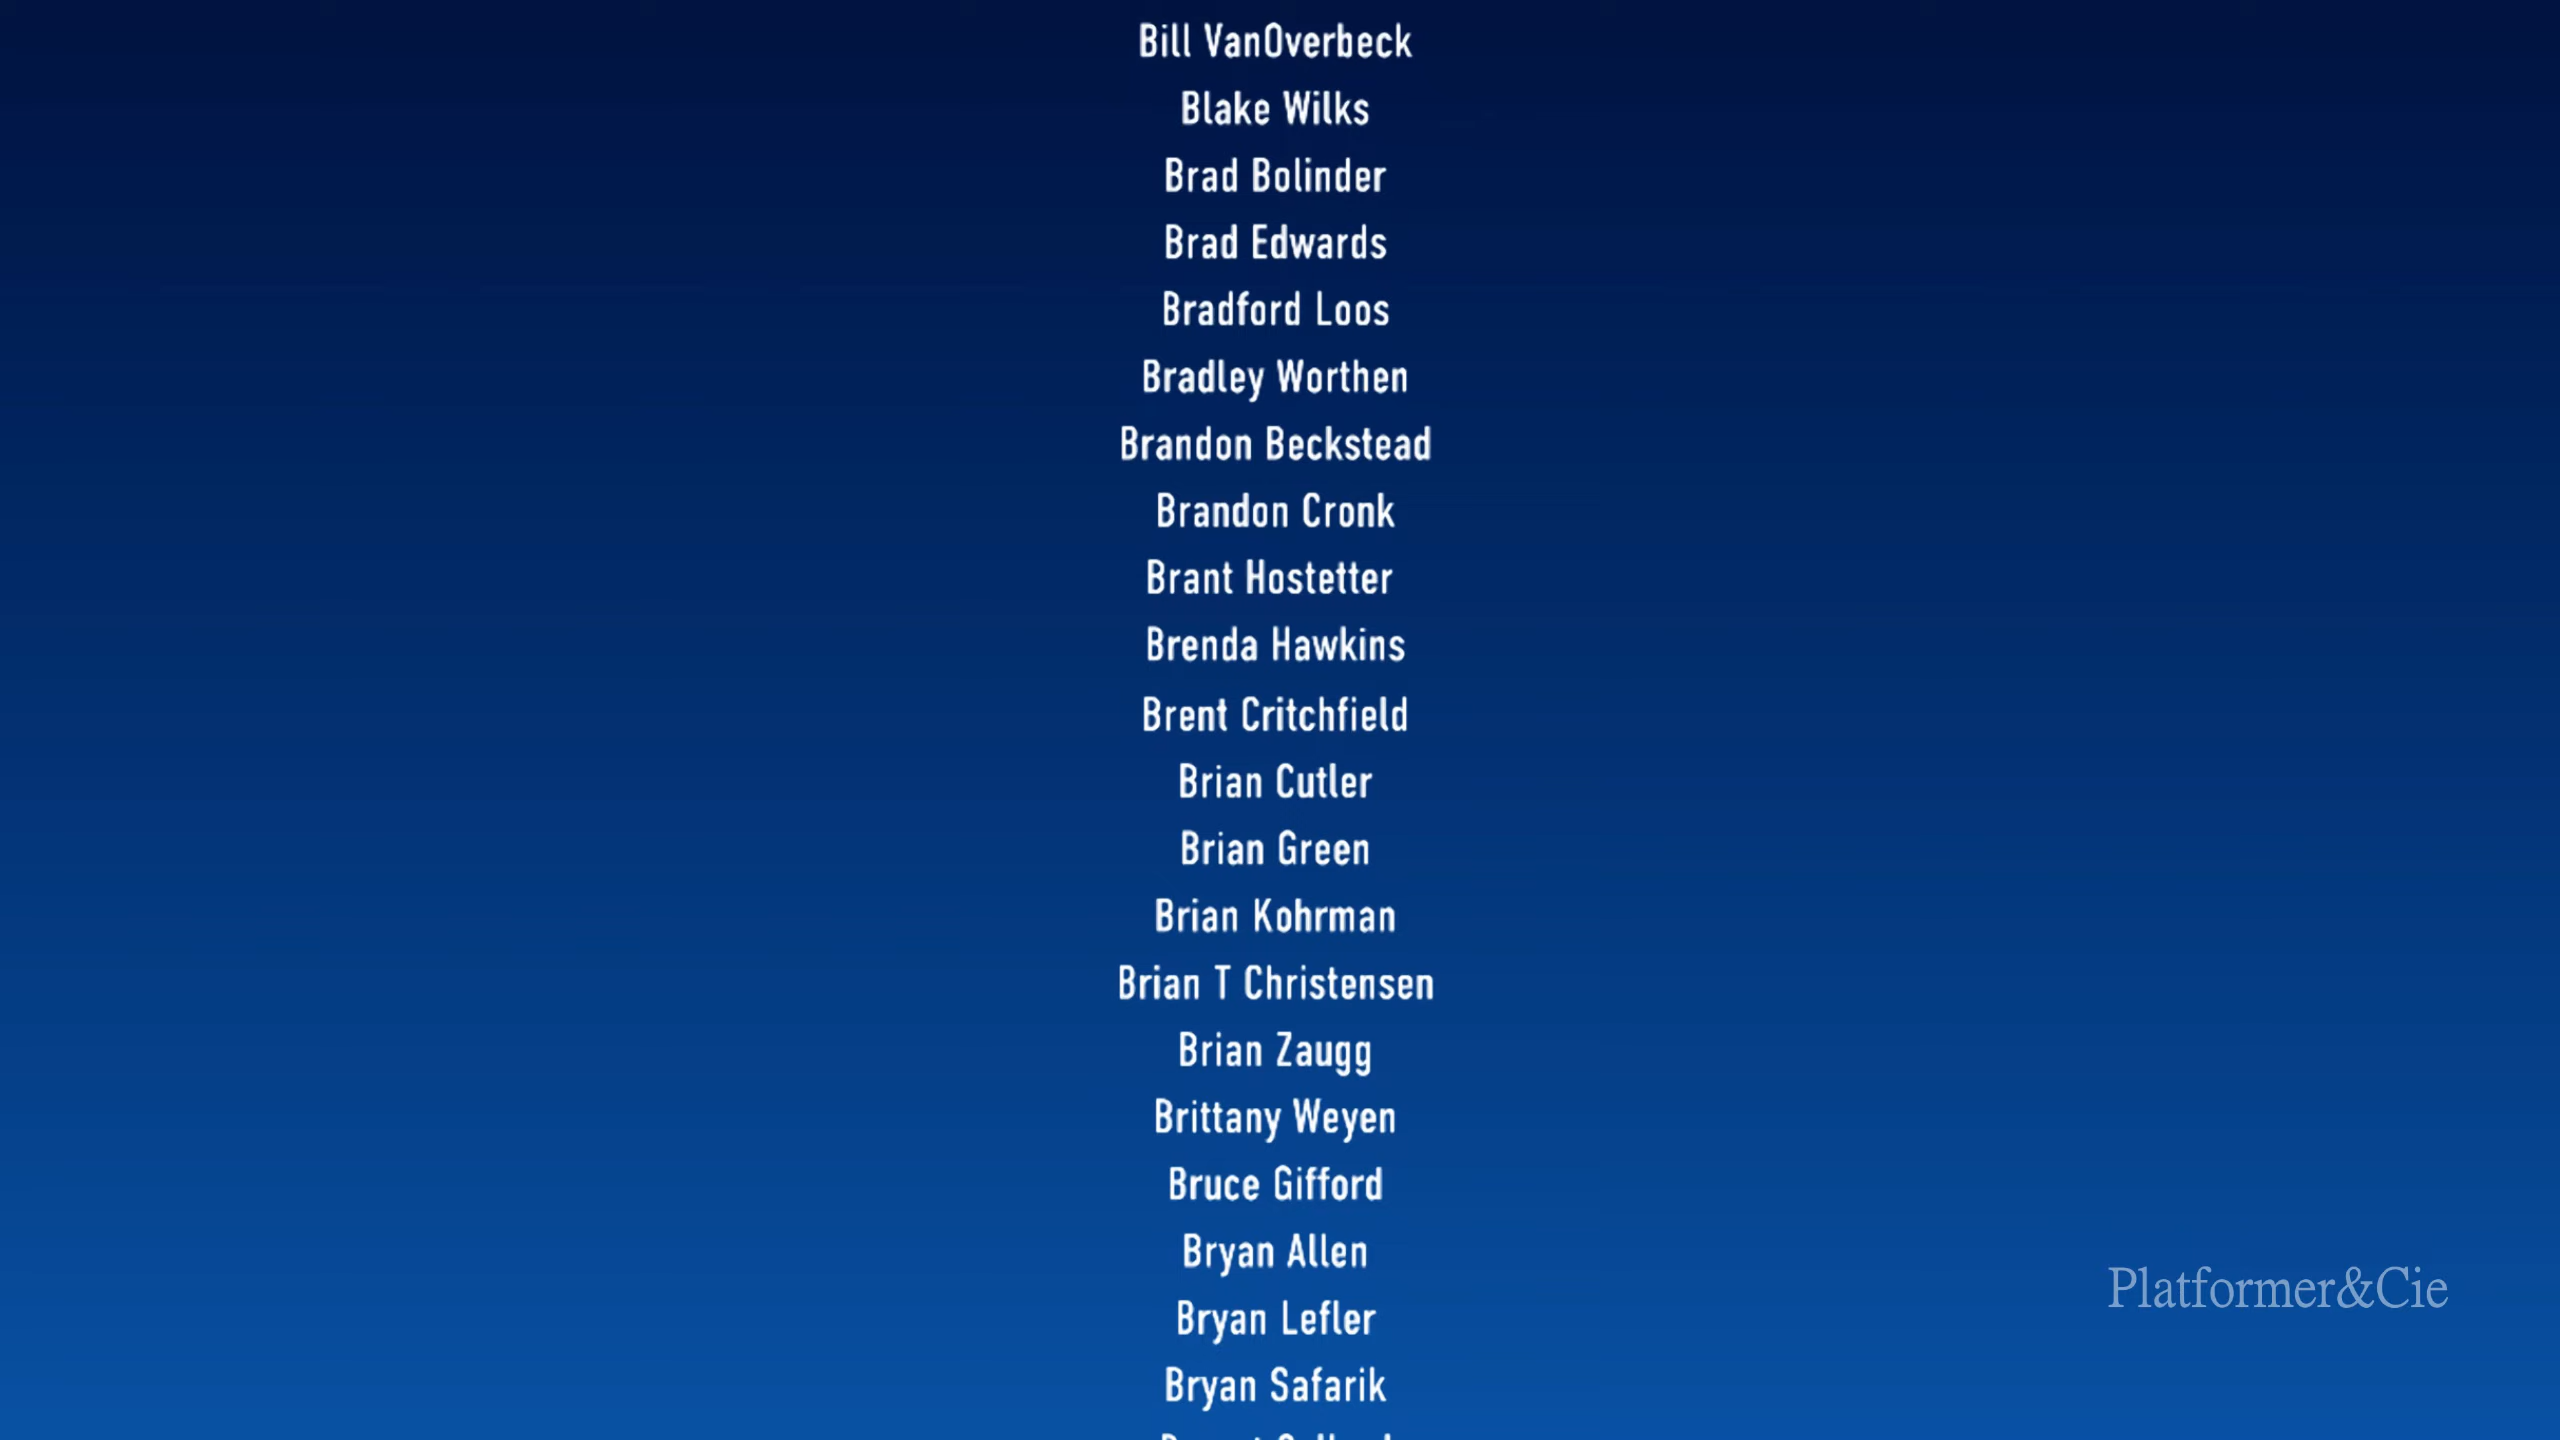 Bill VanOverbeck
Blake Wilks
Brad Bolinder
Brad Edwards
Bradford Loos
Bradley Worthen
Brandon Beckstead
Brandon Cronk
Brant Hostetter
Brenda Hawkins
Brent Critchfield
Brian Cutler
Brian Green
Brian Kohrman
Brian T Christensen
Brian Zaugg
Brittany Weyen
Bruce Gifford
Bryan Allen
Platformer&Cie
Bryan Lefler
Bryan Safarik